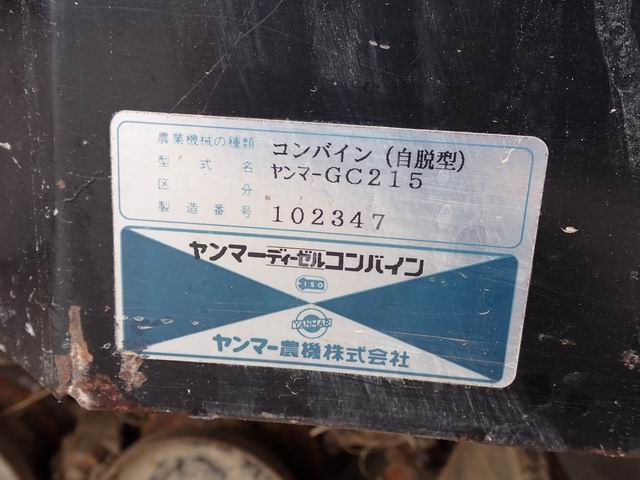 農業機械の種類 コンバイン（自脱型）
型式名 ヤンマーGC215
区分
製造番号 102347
ヤンマーディーゼルコンバイン
ISO
YANMAR
ヤンマー農機株式会社